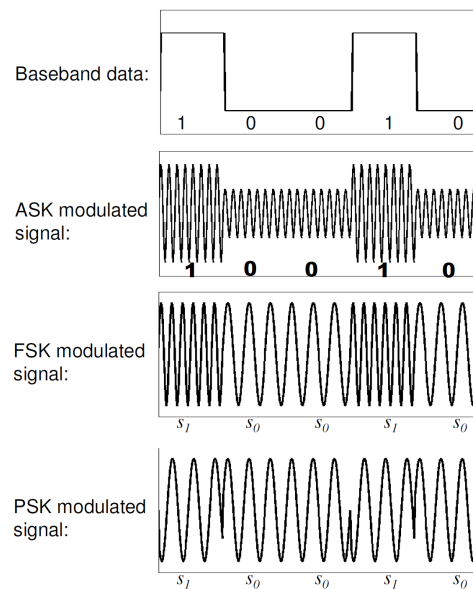 Baseband data:
1 0 0 1 0
ASK modulated
signal:
1 0 0 1 0
FSK modulated
signal:
s1 s0 s0 s1 s0
PSK modulated
signal:
s1 s0 s0 s1 s0